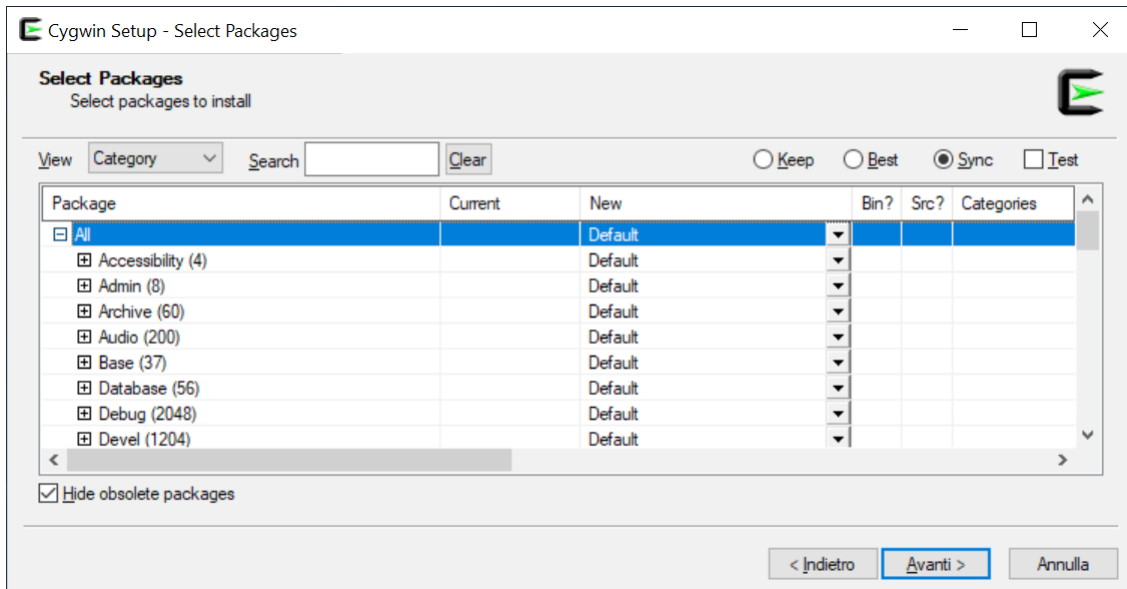 Cygwin Setup - Select Packages
Select Packages
Select packages to install
View Category Search Clear Keep Best Sync Test
Package Current New Bin? Src? Categories
All Default
Accessibility (4) Default
Admin (8) Default
Archive (60) Default
Audio (200) Default
Base (37) Default
Database (56) Default
Debug (2048) Default
Devel (1204) Default
Hide obsolete packages
< Indietro Avanti > Annulla